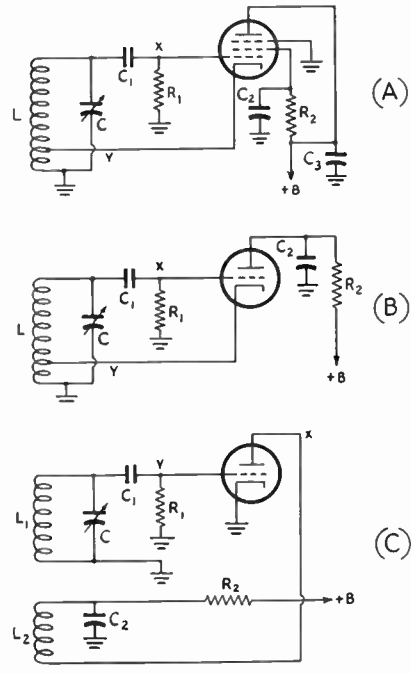 X
C₁
L
C
R₁
Y
C₂
R₂
C₃
+B
(A)
X
C₁
L
C
R₁
Y
C₂
R₂
+B
(B)
X
Y
C₁
L₁
C
R₁
(C)
R₂
+B
L₂
C₂